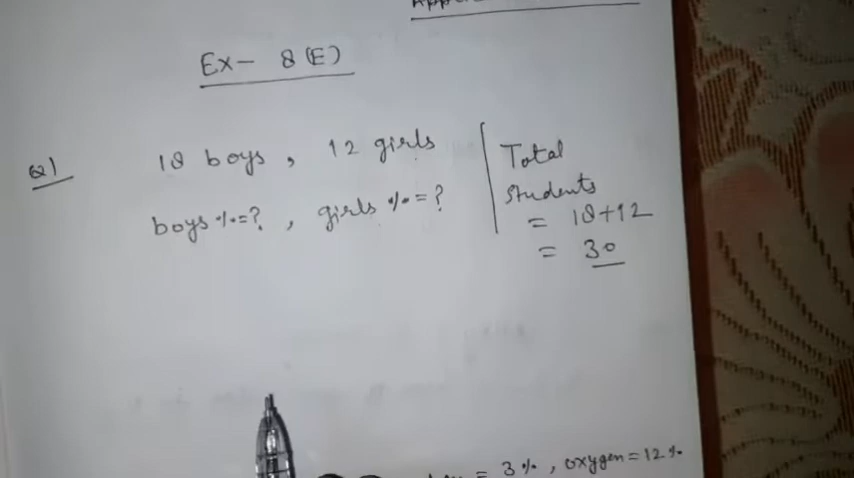 Ex- 8(E)
Q1 18 boys, 12 girls
boys %=?, girls %=?
Total
students
= 18+12
= 30
= 3%, oxygen = 12%